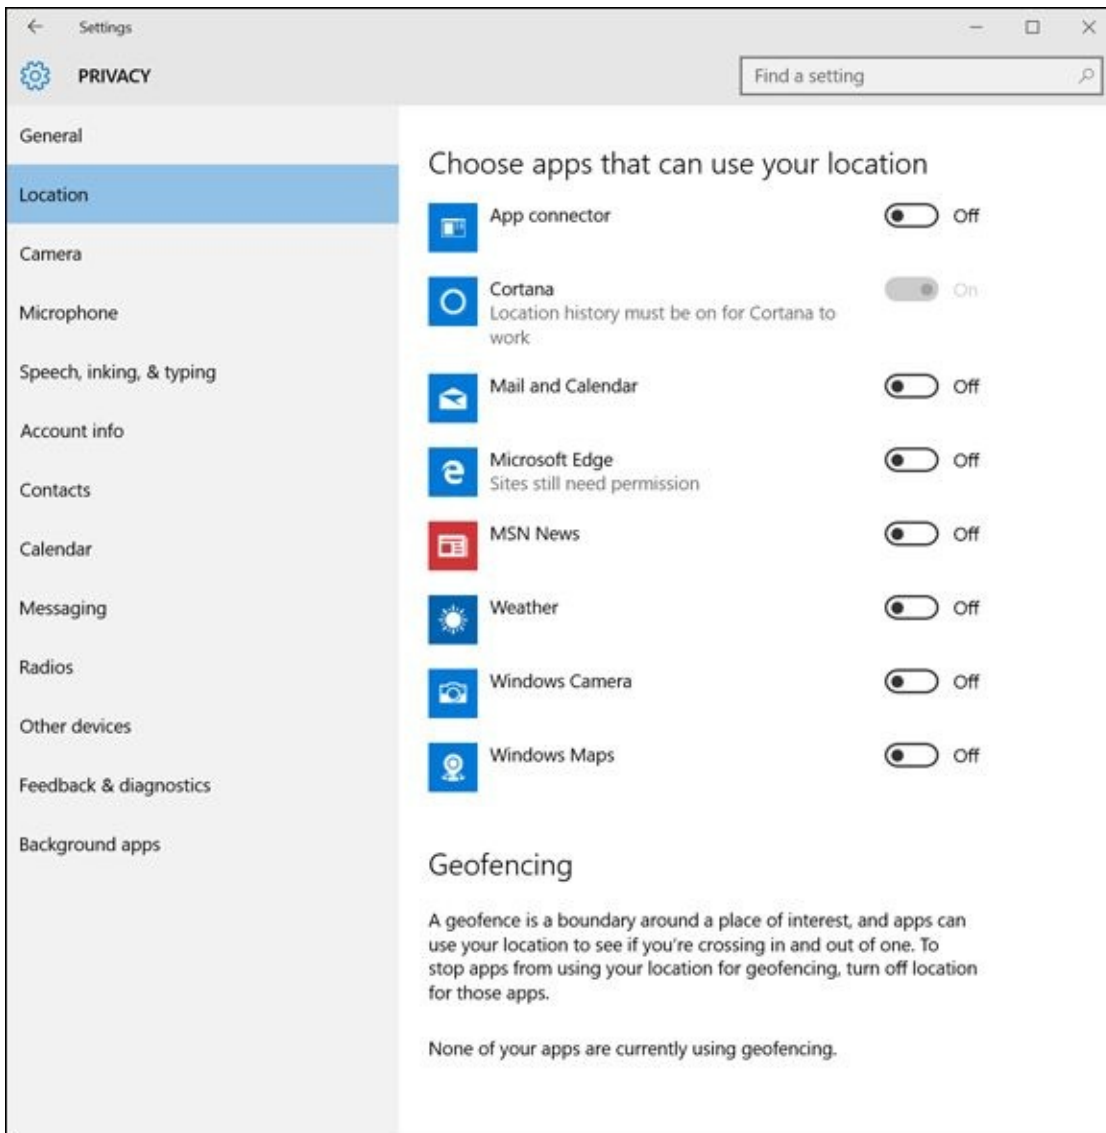 Settings
PRIVACY
Find a setting
General
Location
Camera
Microphone
Speech, inking, & typing
Account info
Contacts
Calendar
Messaging
Radios
Other devices
Feedback & diagnostics
Background apps
Choose apps that can use your location
App connector Off
Cortana On
Location history must be on for Cortana to
work
Mail and Calendar Off
Microsoft Edge Off
Sites still need permission
MSN News Off
Weather Off
Windows Camera Off
Windows Maps Off
Geofencing
A geofence is a boundary around a place of interest, and apps can
use your location to see if you're crossing in and out of one. To
stop apps from using your location for geofencing, turn off location
for those apps.
None of your apps are currently using geofencing.